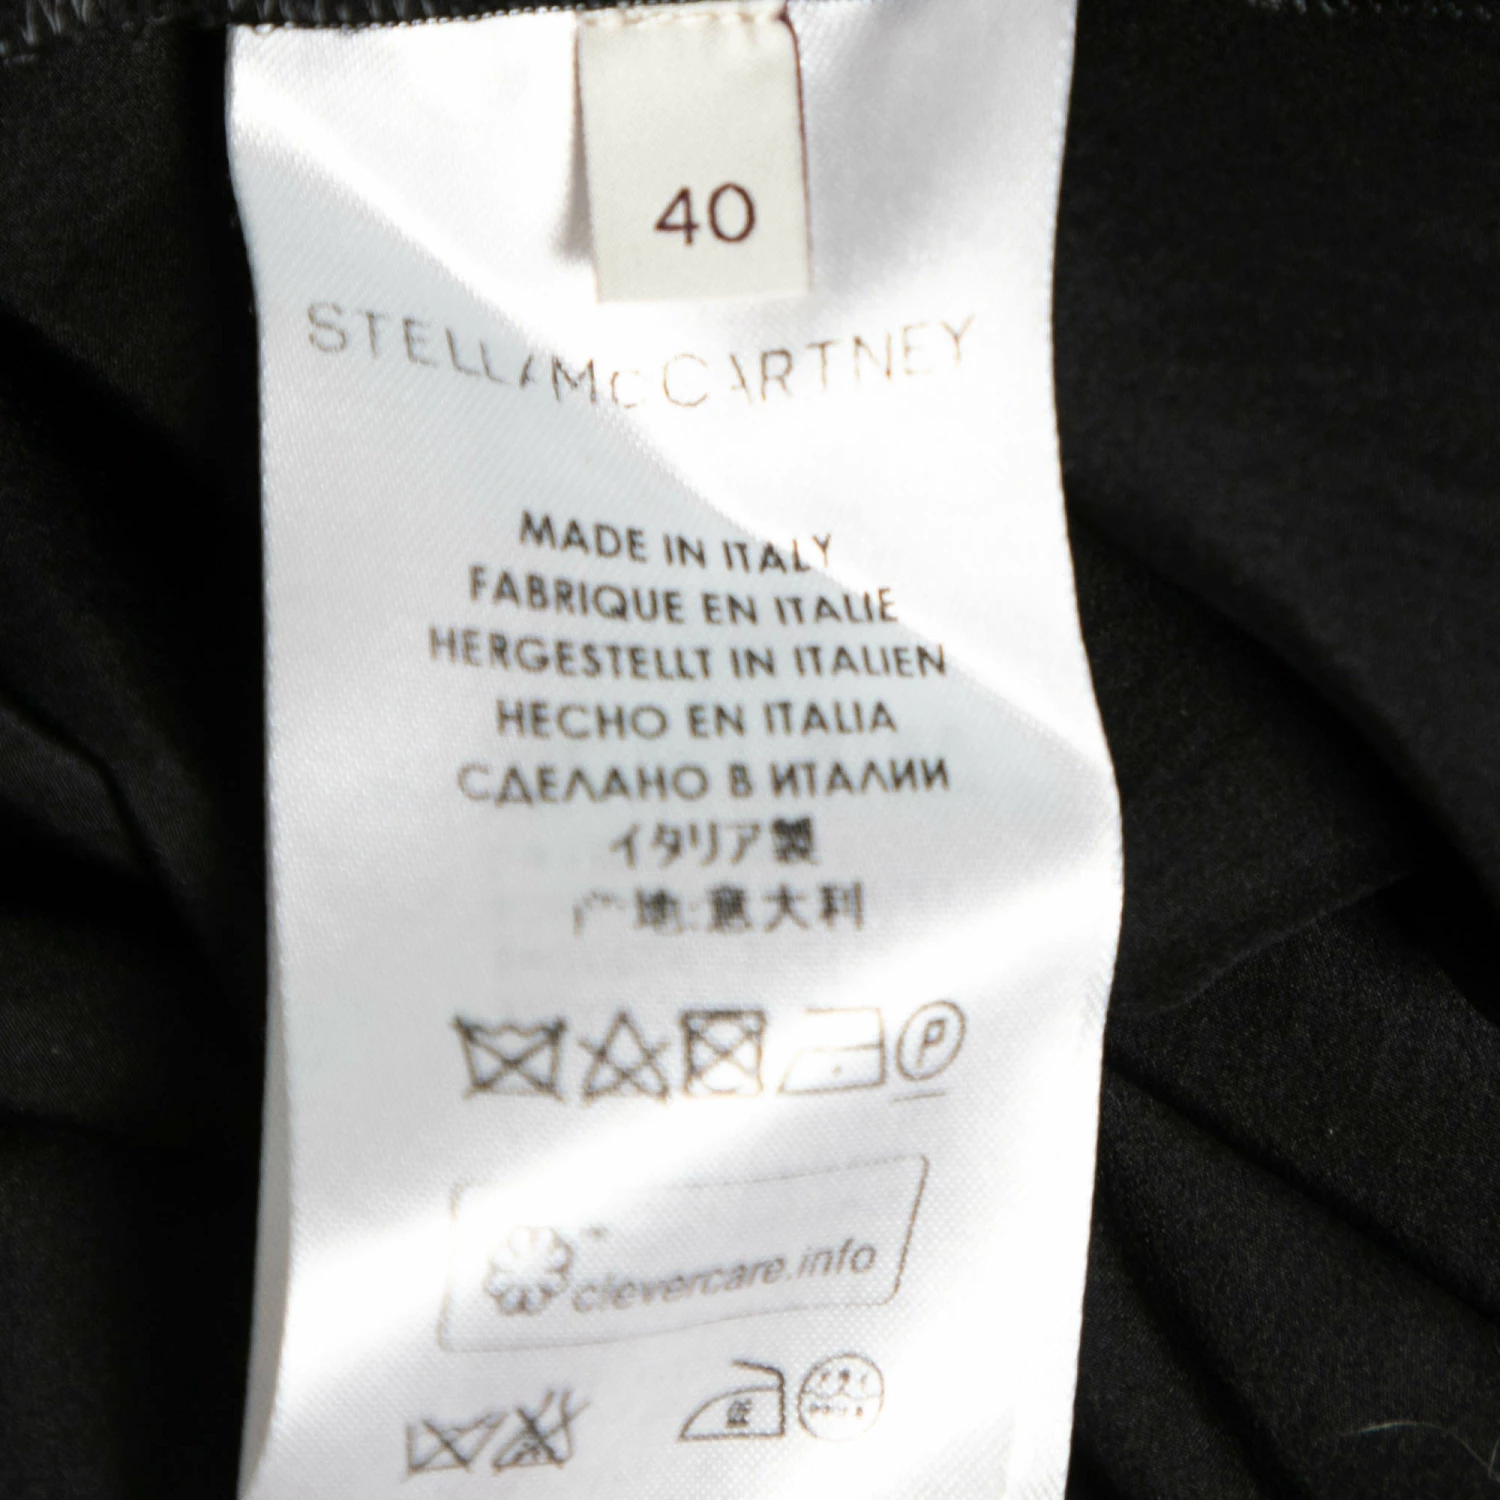 40
STELLA McCARTNEY
MADE IN ITALY
FABRIQUE EN ITALIE
HERGESTELLT IN ITALIEN
HECHO EN ITALIA
СДЕЛАНО В ИТАЛИИ
イタリア製
产地:意大利
P
clevercare.info